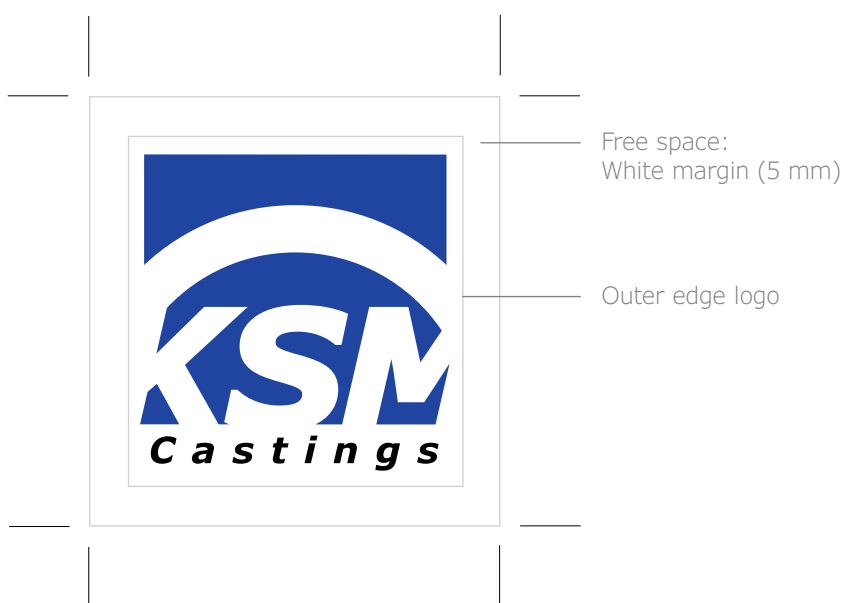 Free space:
White margin (5 mm)
Outer edge logo
KSM
Castings